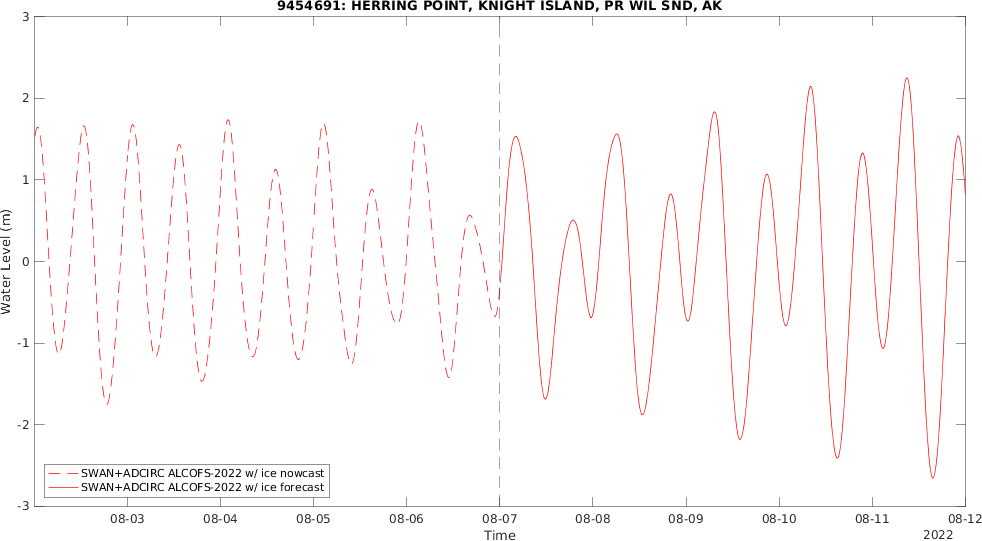 9454691: HERRING POINT, KNIGHT ISLAND, PR WIL SND, AK
3
2
1
0
-1
-2
-3
Water Level (m)
SWAN+ADCIRC ALCOFS-2022 w/ ice nowcast
SWAN+ADCIRC ALCOFS-2022 w/ ice forecast
08-03 08-04 08-05 08-06 08-07 08-08 08-09 08-10 08-11 08-12
Time
2022